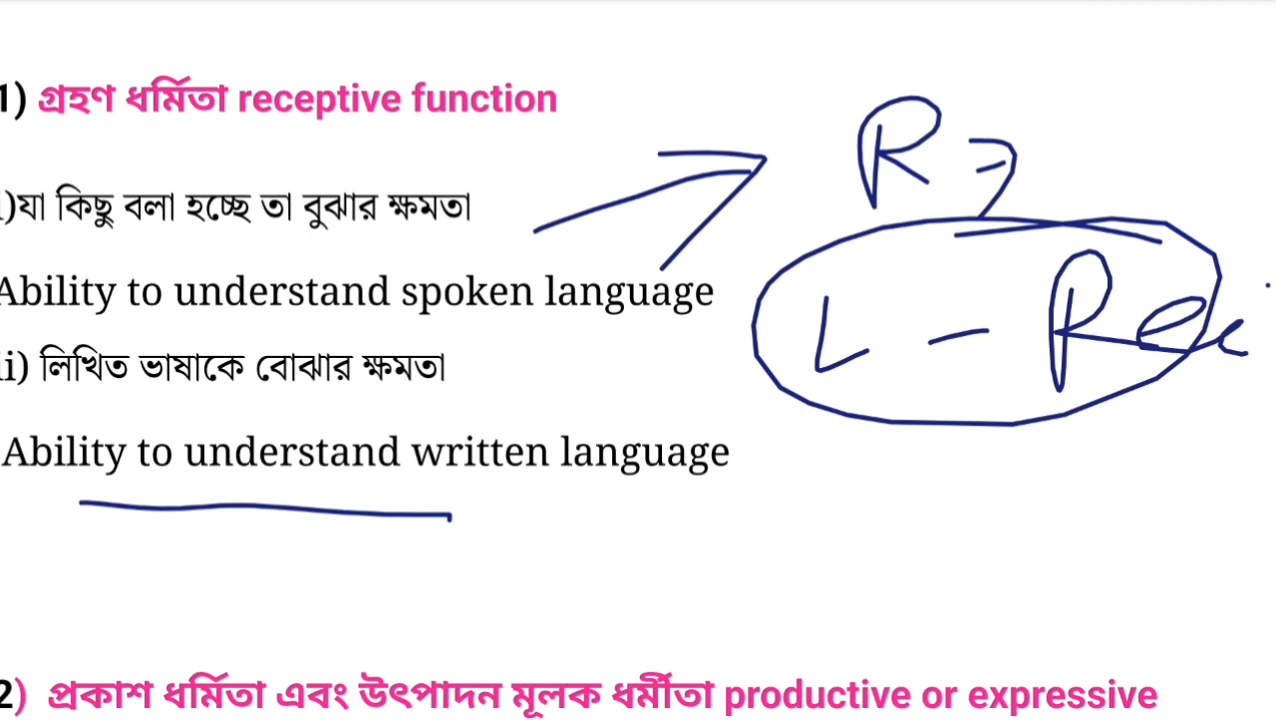 1) গ্রহণ ধর্মিতা receptive function
i)যা কিছু বলা হচ্ছে তা বুঝার ক্ষমতা
Ability to understand spoken language
ii) লিখিত ভাষাকে বোঝার ক্ষমতা
Ability to understand written language
R
L - Re
2) প্রকাশ ধর্মিতা এবং উৎপাদন মূলক ধর্মীতা productive or expressive